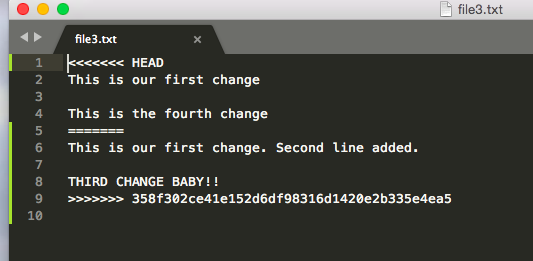 file3.txt
file3.txt ×
1 <<<<<<< HEAD
2 This is our first change
3
4 This is the fourth change
5 =======
6 This is our first change. Second line added.
7
8 THIRD CHANGE BABY!!
9 >>>>>>> 358f302ce41e152d6df98316d1420e2b335e4ea5
10